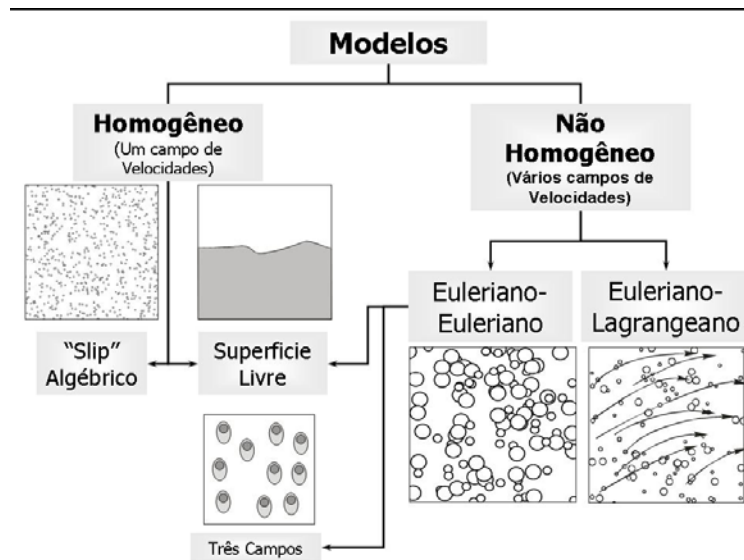 Modelos
Homogêneo
(Um campo de
Velocidades)
Não
Homogêneo
(Vários campos de
Velocidades)
“Slip”
Algébrico
Superficie
Livre
Euleriano-
Euleriano
Euleriano-
Lagrangeano
Três Campos